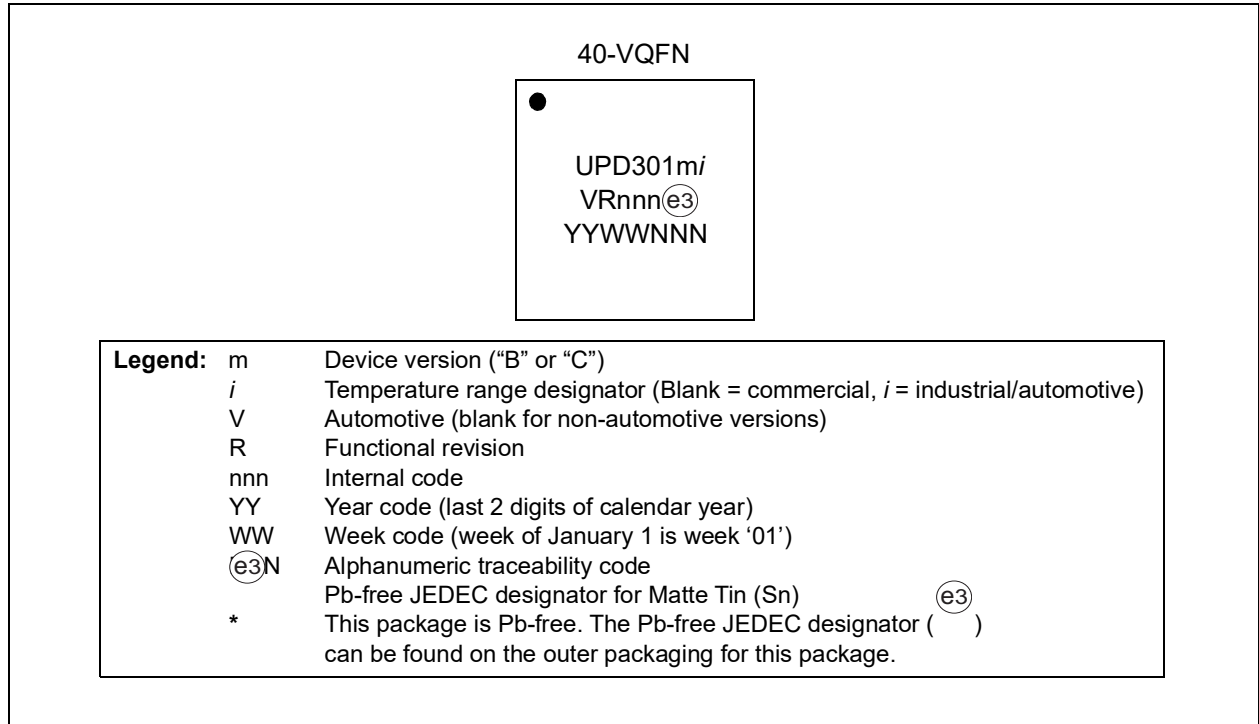 40-VQFN
UPD301mi
VRnnn(e3)
YYWWNNN
Legend: m Device version (“B” or “C”)
i Temperature range designator (Blank = commercial, i = industrial/automotive)
V Automotive (blank for non-automotive versions)
R Functional revision
nnn Internal code
YY Year code (last 2 digits of calendar year)
WW Week code (week of January 1 is week ‘01’)
(e3)N Alphanumeric traceability code
Pb-free JEDEC designator for Matte Tin (Sn) (e3)
* This package is Pb-free. The Pb-free JEDEC designator ( )
can be found on the outer packaging for this package.